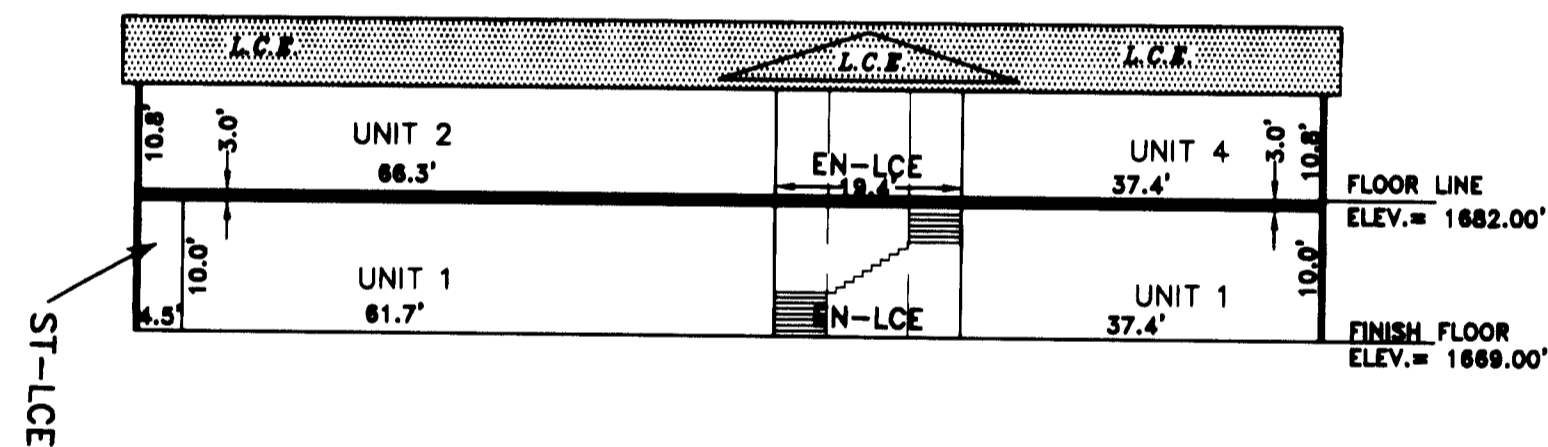 L.C.E.
L.C.E
L.C.E.
10.8'
3.0'
UNIT 2
66.3'
EN-LCE
19.4'
UNIT 4
37.4'
3.0'
10.8'
FLOOR LINE
ELEV.= 1682.00'
10.0'
UNIT 1
61.7'
4.5'
EN-LCE
UNIT 1
37.4'
10.0'
FINISH FLOOR
ELEV.= 1669.00'
ST-LCE